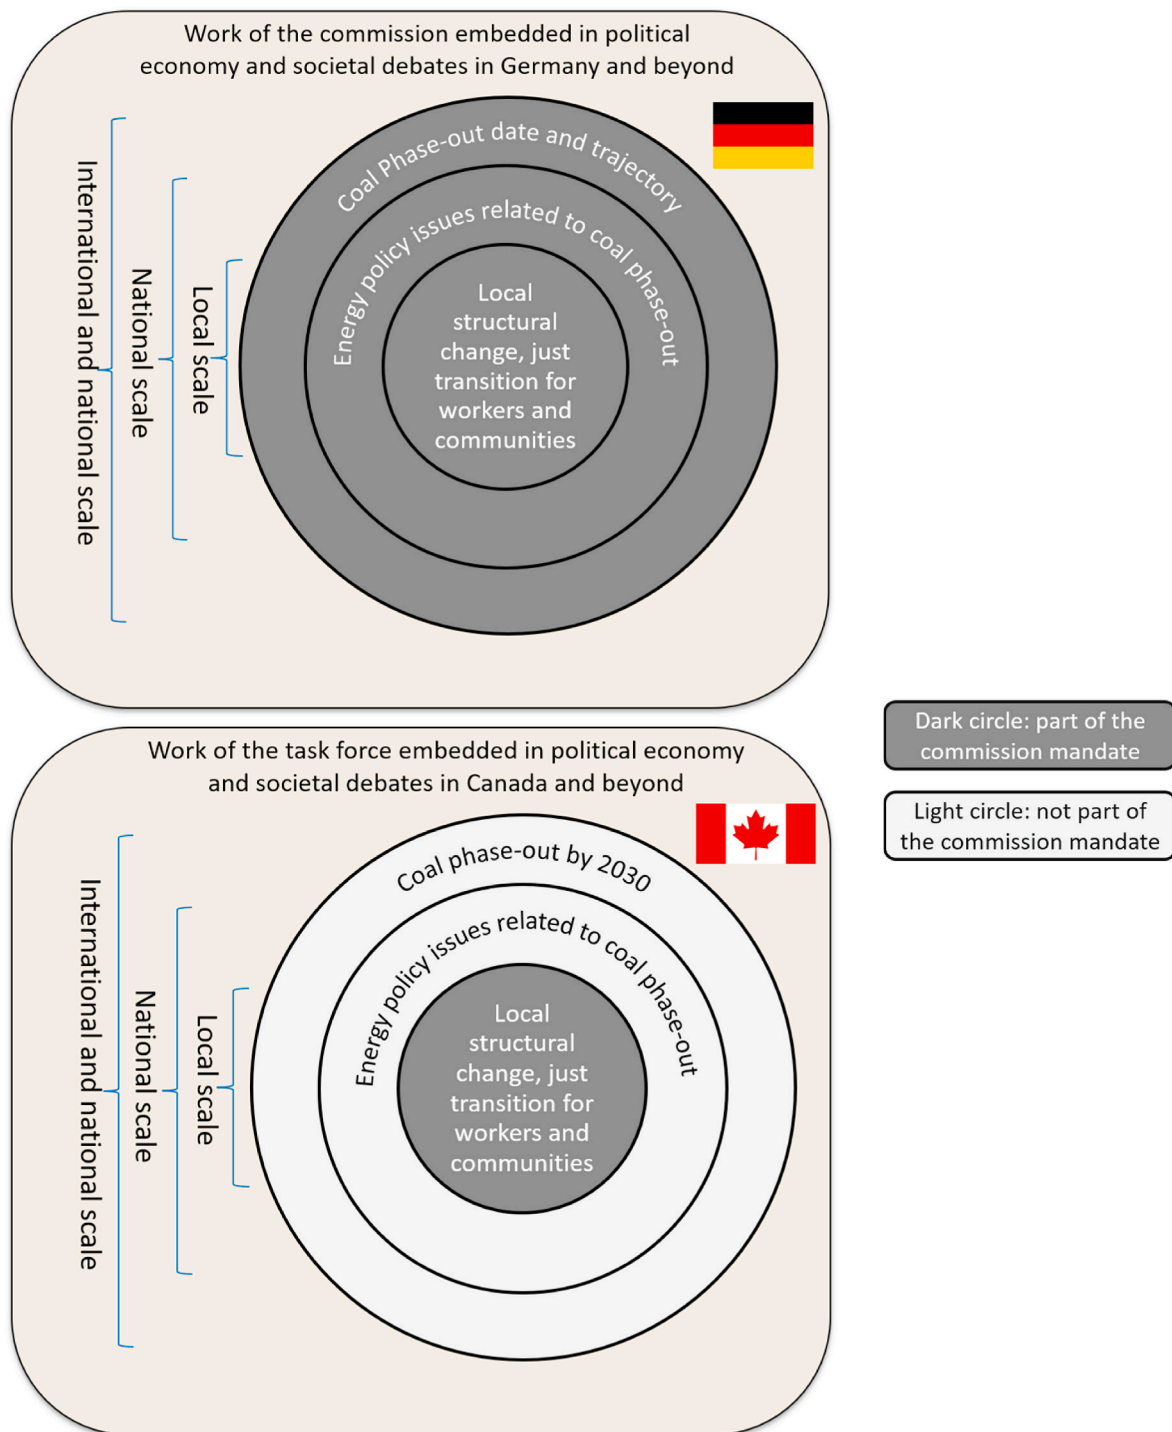 Work of the commission embedded in political
economy and societal debates in Germany and beyond
International and national scale
National scale
Local scale
Coal Phase-out date and trajectory
Energy policy issues related to coal phase-out
Local
structural
change, just
transition for
workers and
communities
Work of the task force embedded in political economy
and societal debates in Canada and beyond
International and national scale
National scale
Local scale
Coal phase-out by 2030
Energy policy issues related to coal phase-out
Local
structural
change, just
transition for
workers and
communities
Dark circle: part of the
commission mandate
Light circle: not part of
the commission mandate